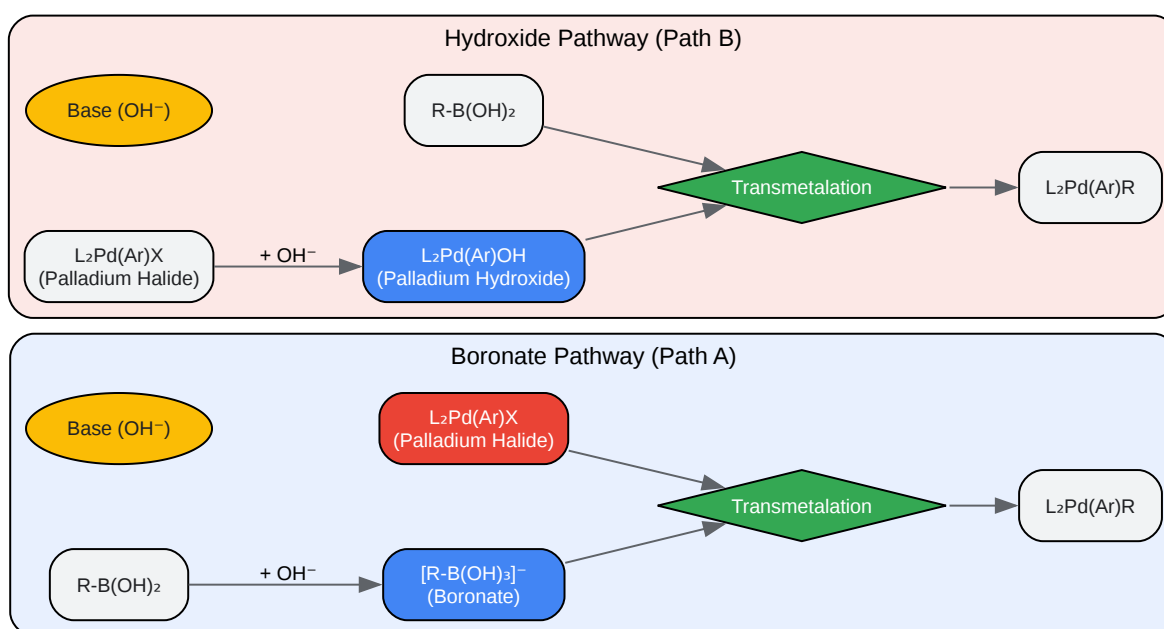 Hydroxide Pathway (Path B)
Base (OH⁻)
R-B(OH)₂
Transmetalation
L₂Pd(Ar)R
L₂Pd(Ar)X
(Palladium Halide)
+ OH⁻
L₂Pd(Ar)OH
(Palladium Hydroxide)
Boronate Pathway (Path A)
Base (OH⁻)
L₂Pd(Ar)X
(Palladium Halide)
Transmetalation
L₂Pd(Ar)R
R-B(OH)₂
+ OH⁻
[R-B(OH)₃]⁻
(Boronate)